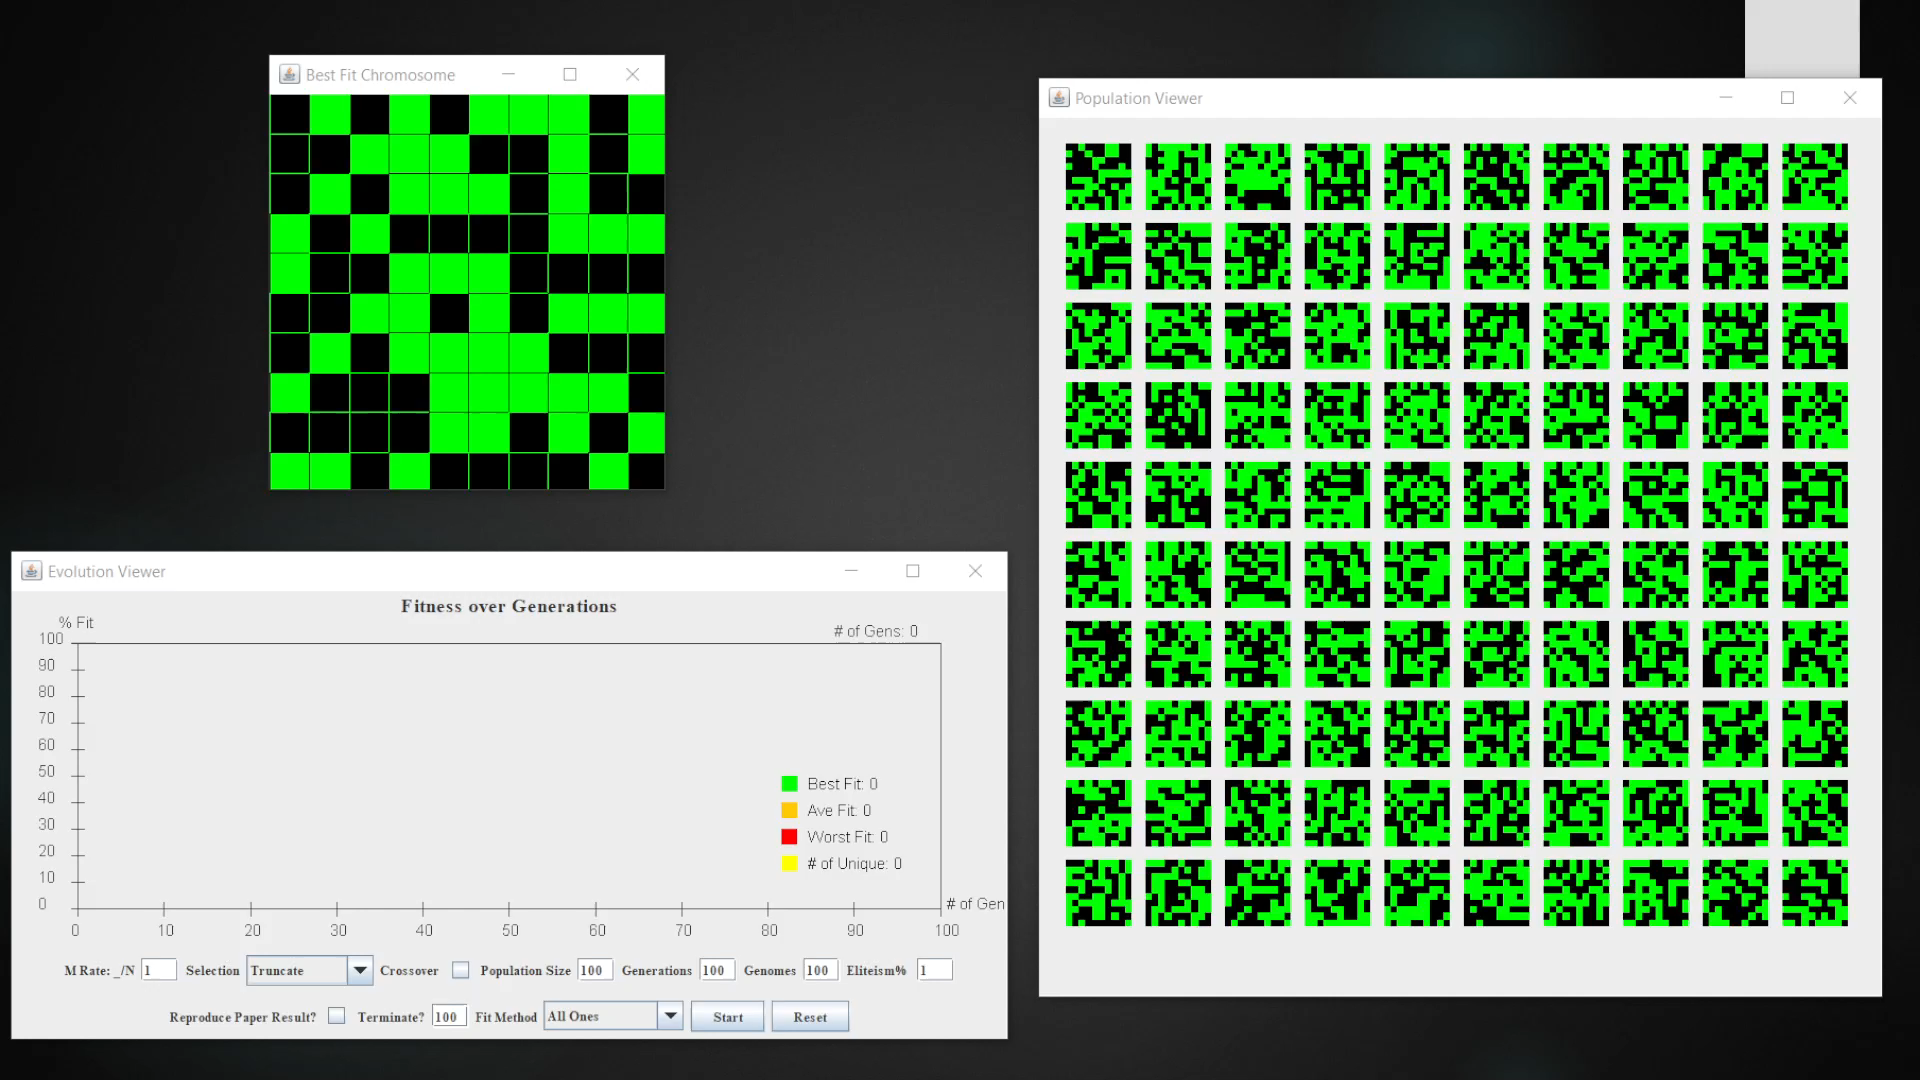 Best Fit Chromosome
Population Viewer
Evolution Viewer
Fitness over Generations
% Fit
# of Gens: 0
100
90
80
70
60
50
40
30
20
10
0
Best Fit: 0
Ave Fit: 0
Worst Fit: 0
# of Unique: 0
# of Gen
0 10 20 30 40 50 60 70 80 90 100
M Rate: _/N 1 Selection Truncate Crossover Population Size 100 Generations 100 Genomes 100 Eliteism% 1
Reproduce Paper Result? Terminate? 100 Fit Method All Ones Start Reset